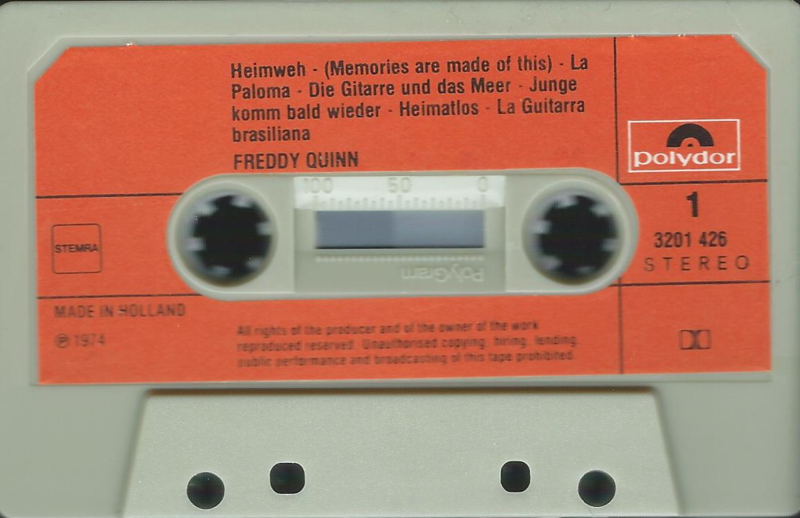 Heimweh - (Memories are made of this) - La
Paloma - Die Gitarre und das Meer - Junge
komm bald wieder - Heimatlos - La Guitarra
brasiliana
FREDDY QUINN
polydor
100 50 0
1
3201 426
STEREO
STEMRA
PolyGram
MADE IN HOLLAND
℗ 1974
All rights of the producer and of the owner of the work
reproduced reserved. Unauthorised copying, hiring, lending,
public performance and broadcasting of this tape prohibited.